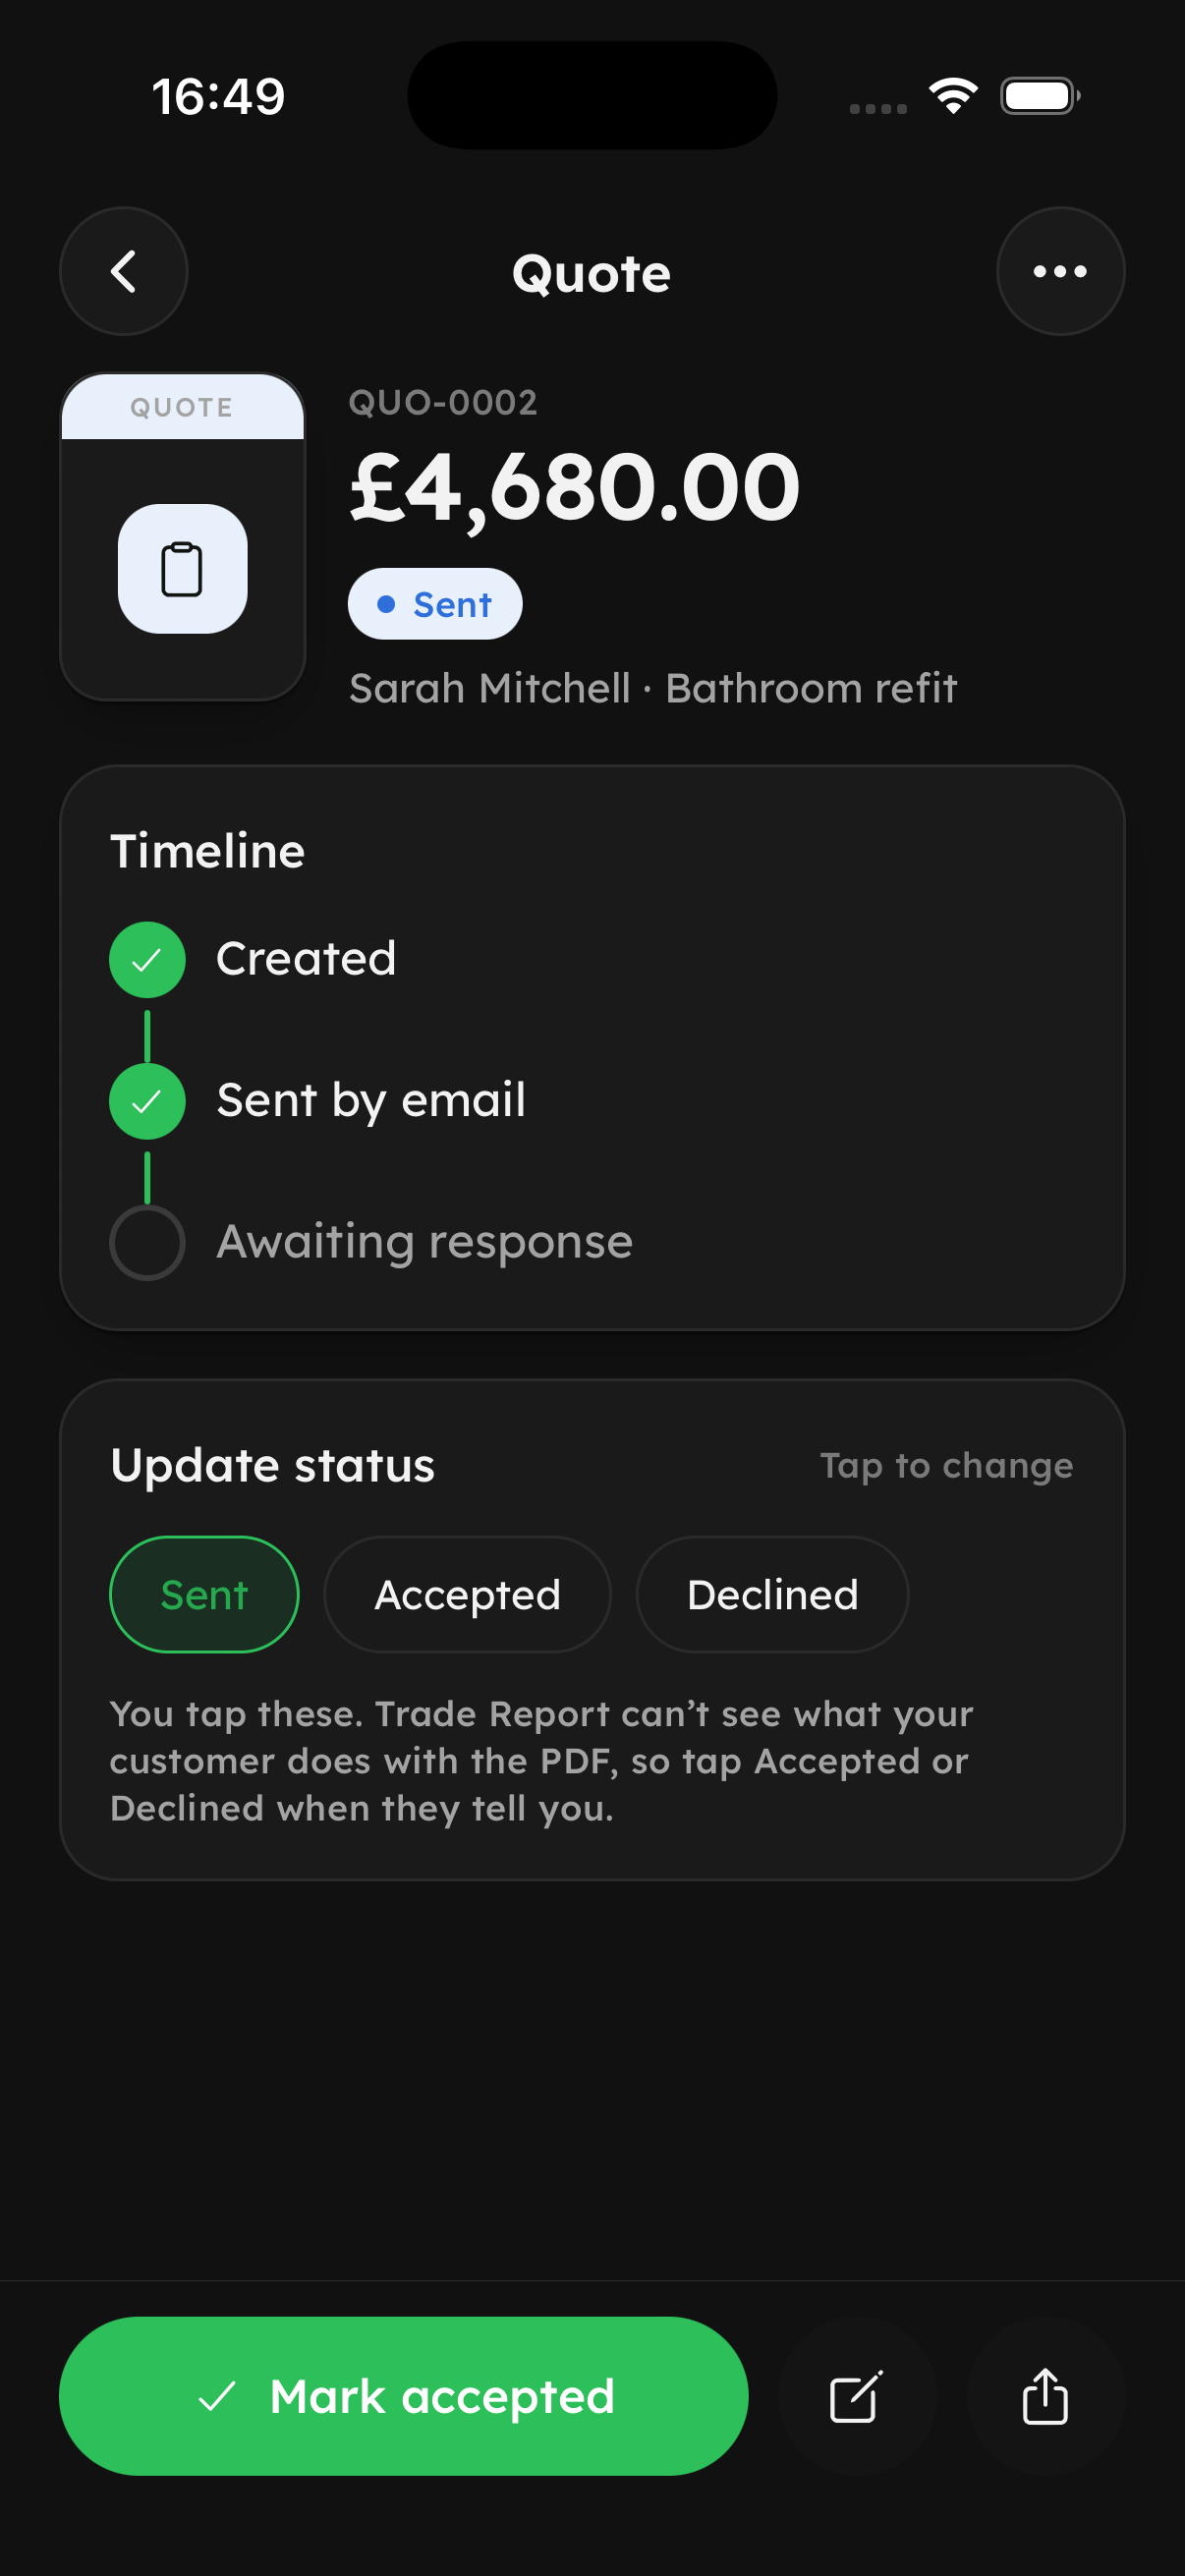 16:49
Quote
QUOTE
QUO-0002
£4,680.00
Sent
Sarah Mitchell · Bathroom refit
Timeline
Created
Sent by email
Awaiting response
Update status
Tap to change
Sent
Accepted
Declined
You tap these. Trade Report can’t see what your
customer does with the PDF, so tap Accepted or
Declined when they tell you.
Mark accepted